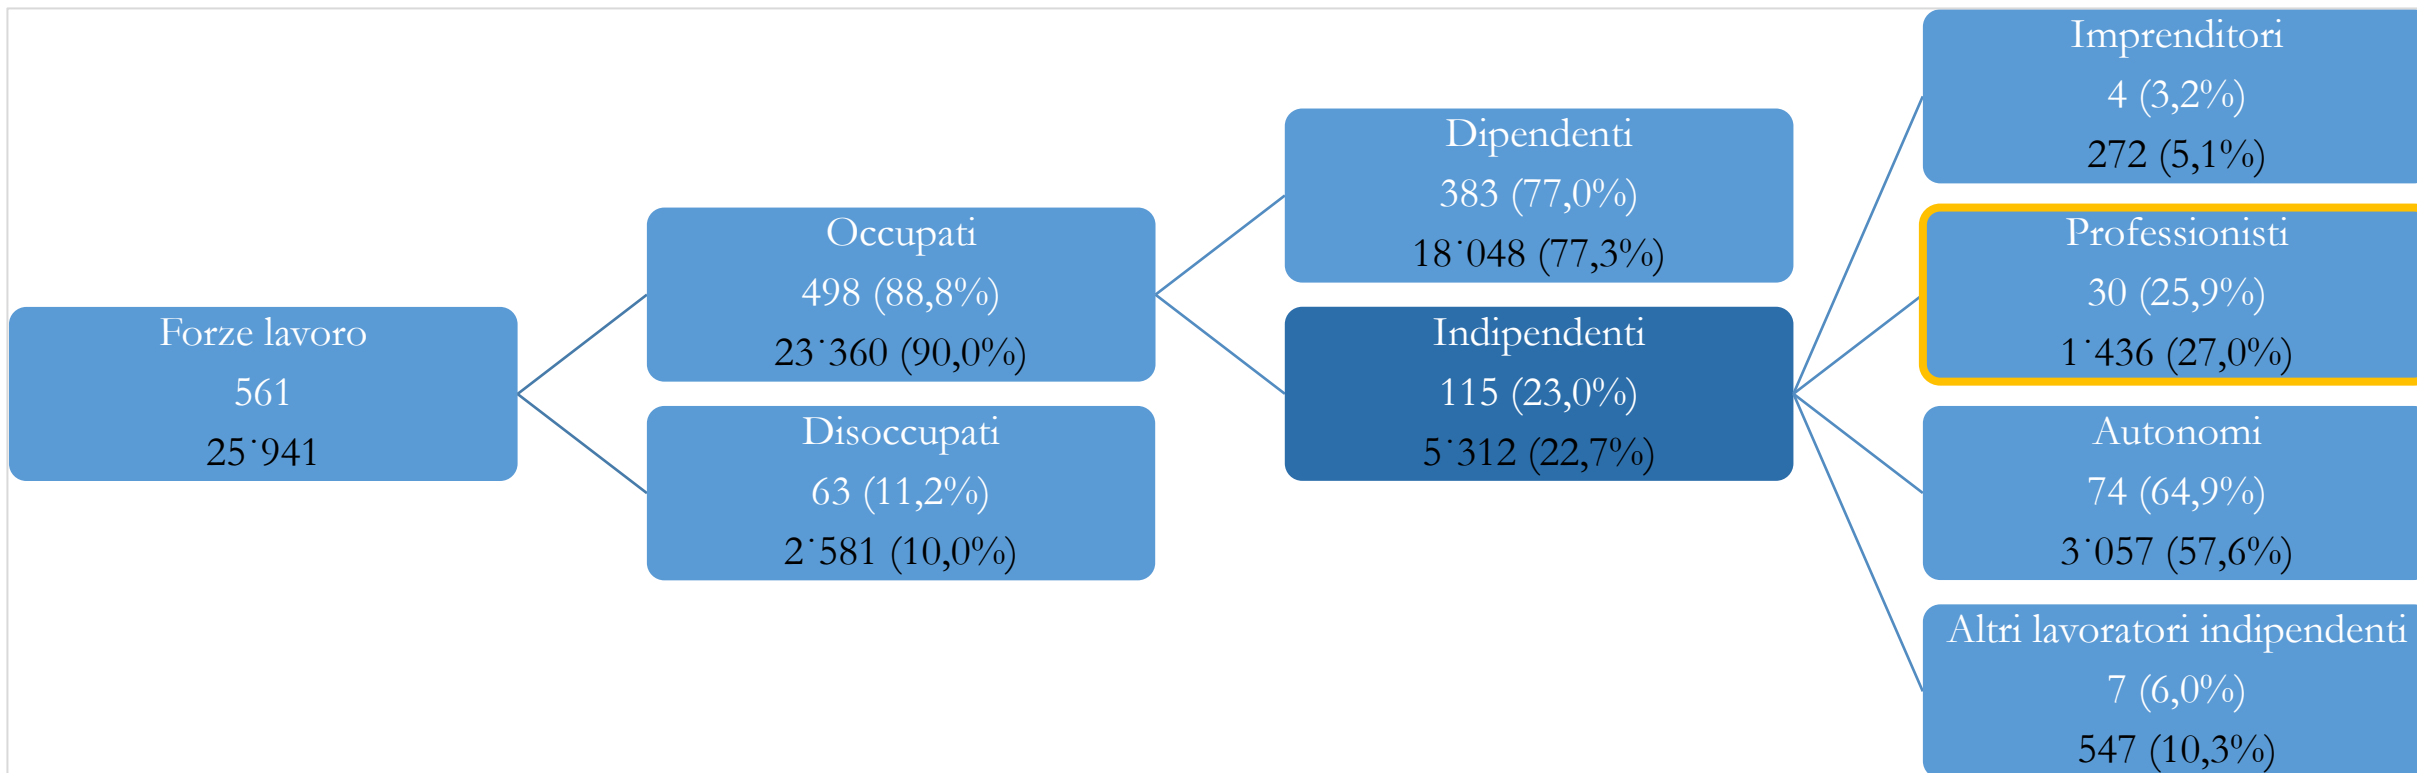 Forze lavoro
561
25˙941
Occupati
498 (88,8%)
23˙360 (90,0%)
Disoccupati
63 (11,2%)
2˙581 (10,0%)
Dipendenti
383 (77,0%)
18˙048 (77,3%)
Indipendenti
115 (23,0%)
5˙312 (22,7%)
Imprenditori
4 (3,2%)
272 (5,1%)
Professionisti
30 (25,9%)
1˙436 (27,0%)
Autonomi
74 (64,9%)
3˙057 (57,6%)
Altri lavoratori indipendenti
7 (6,0%)
547 (10,3%)